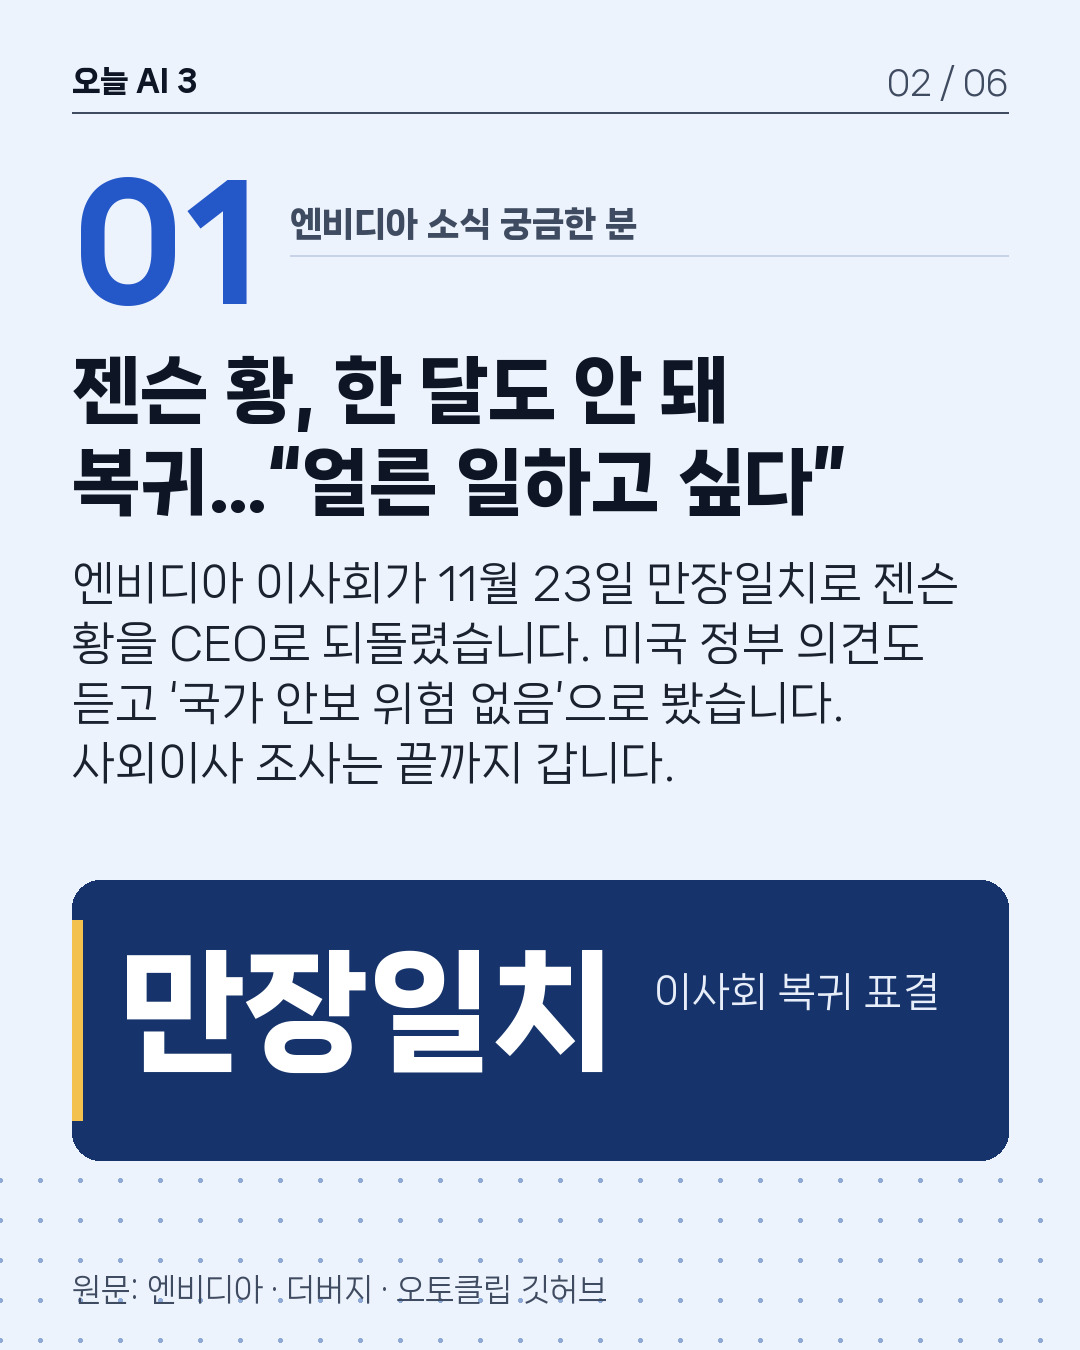 오늘 AI 3
02 / 06
01
엔비디아 소식 궁금한 분
젠슨 황, 한 달도 안 돼
복귀…“얼른 일하고 싶다”
엔비디아 이사회가 11월 23일 만장일치로 젠슨
황을 CEO로 되돌렸습니다. 미국 정부 의견도
듣고 ‘국가 안보 위험 없음’으로 봤습니다.
사외이사 조사는 끝까지 갑니다.
만장일치
이사회 복귀 표결
원문: 엔비디아 · 더버지 · 오토클립 깃허브